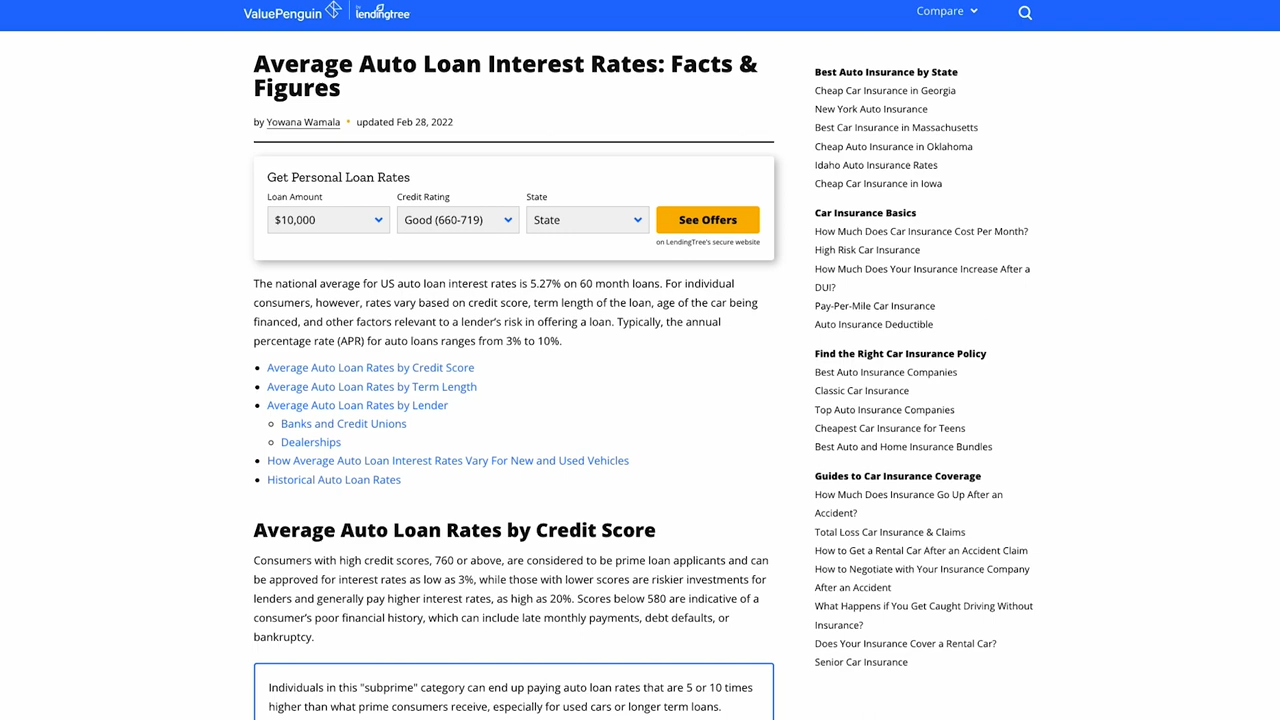 ValuePenguin by lendingtree
Compare
Average Auto Loan Interest Rates: Facts &
Figures
by Yowana Wamala • updated Feb 28, 2022
Get Personal Loan Rates
Loan Amount Credit Rating State
$10,000 Good (660-719) State See Offers
on LendingTree's secure website
The national average for US auto loan interest rates is 5.27% on 60 month loans. For individual
consumers, however, rates vary based on credit score, term length of the loan, age of the car being
financed, and other factors relevant to a lender's risk in offering a loan. Typically, the annual
percentage rate (APR) for auto loans ranges from 3% to 10%.
Average Auto Loan Rates by Credit Score
Average Auto Loan Rates by Term Length
Average Auto Loan Rates by Lender
Banks and Credit Unions
Dealerships
How Average Auto Loan Interest Rates Vary For New and Used Vehicles
Historical Auto Loan Rates
Average Auto Loan Rates by Credit Score
Consumers with high credit scores, 760 or above, are considered to be prime loan applicants and can
be approved for interest rates as low as 3%, while those with lower scores are riskier investments for
lenders and generally pay higher interest rates, as high as 20%. Scores below 580 are indicative of a
consumer's poor financial history, which can include late monthly payments, debt defaults, or
bankruptcy.
Individuals in this "subprime" category can end up paying auto loan rates that are 5 or 10 times
higher than what prime consumers receive, especially for used cars or longer term loans.
Best Auto Insurance by State
Cheap Car Insurance in Georgia
New York Auto Insurance
Best Car Insurance in Massachusetts
Cheap Auto Insurance in Oklahoma
Idaho Auto Insurance Rates
Cheap Car Insurance in Iowa
Car Insurance Basics
How Much Does Car Insurance Cost Per Month?
High Risk Car Insurance
How Much Does Your Insurance Increase After a
DUI?
Pay-Per-Mile Car Insurance
Auto Insurance Deductible
Find the Right Car Insurance Policy
Best Auto Insurance Companies
Classic Car Insurance
Top Auto Insurance Companies
Cheapest Car Insurance for Teens
Best Auto and Home Insurance Bundles
Guides to Car Insurance Coverage
How Much Does Insurance Go Up After an
Accident?
Total Loss Car Insurance & Claims
How to Get a Rental Car After an Accident Claim
How to Negotiate with Your Insurance Company
After an Accident
What Happens if You Get Caught Driving Without
Insurance?
Does Your Insurance Cover a Rental Car?
Senior Car Insurance